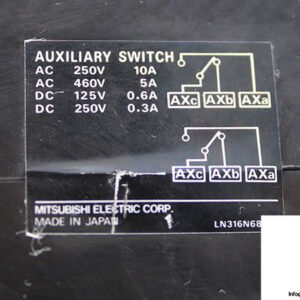 AUXILIARY SWITCH
AC 250V 10A
AC 460V 5A
DC 125V 0.6A
DC 250V 0.3A
AXc AXb AXa
AXc AXb AXa
MITSUBISHI ELECTRIC CORP.
MADE IN JAPAN
LN316N68